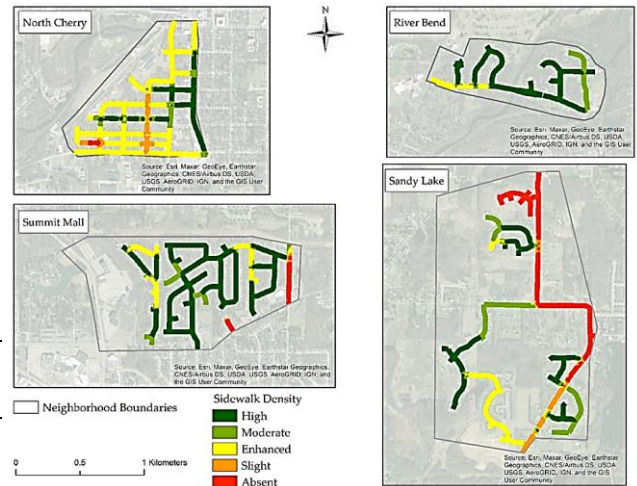 North Cherry
Source: Esri, Maxar, GeoEye, Earthstar
Geographics, CNES/Airbus DS, USDA,
USGS, AeroGRID, IGN, and the GIS User
Community
N
River Bend
Source: Esri, Maxar, GeoEye, Earthstar
Geographics, CNES/Airbus DS, USDA,
USGS, AeroGRID, IGN, and the GIS User
Community
Summit Mall
Source: Esri, Maxar, GeoEye, Earthstar Geographics,
CNES/Airbus DS, USDA, USGS, AeroGRID, IGN, and
the GIS User Community
Sandy Lake
Source: Esri, Maxar, GeoEye, Earthstar
Geographics, CNES/Airbus DS, USDA,
USGS, AeroGRID, IGN, and the GIS
User Community
Neighborhood Boundaries
Sidewalk Density
High
Moderate
Enhanced
Slight
Absent
0 0.5 1 Kilometers